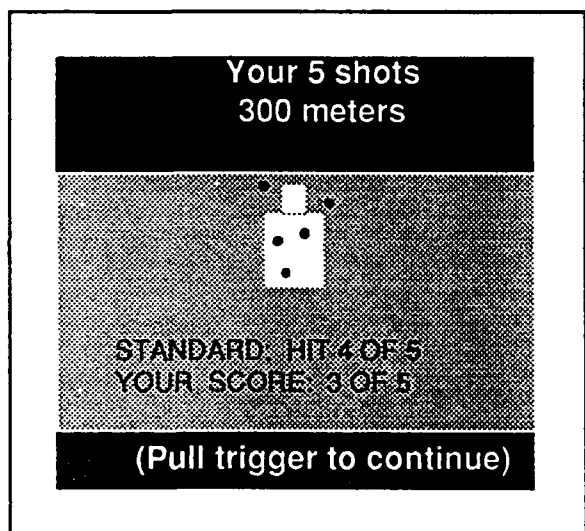 Your 5 shots
300 meters
STANDARD: HIT 4 OF 5
YOUR SCORE: 3 OF 5
(Pull trigger to continue)